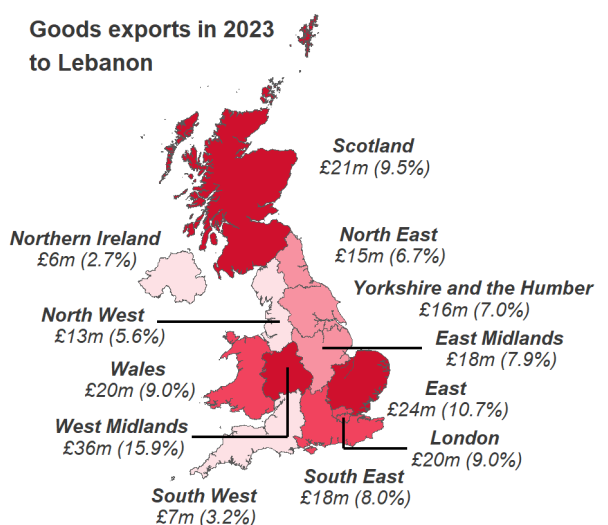 Goods exports in 2023
to Lebanon
Scotland
£21m (9.5%)
Northern Ireland
£6m (2.7%)
North East
£15m (6.7%)
Yorkshire and the Humber
£16m (7.0%)
North West
£13m (5.6%)
East Midlands
£18m (7.9%)
Wales
£20m (9.0%)
East
£24m (10.7%)
West Midlands
£36m (15.9%)
London
£20m (9.0%)
South East
£18m (8.0%)
South West
£7m (3.2%)